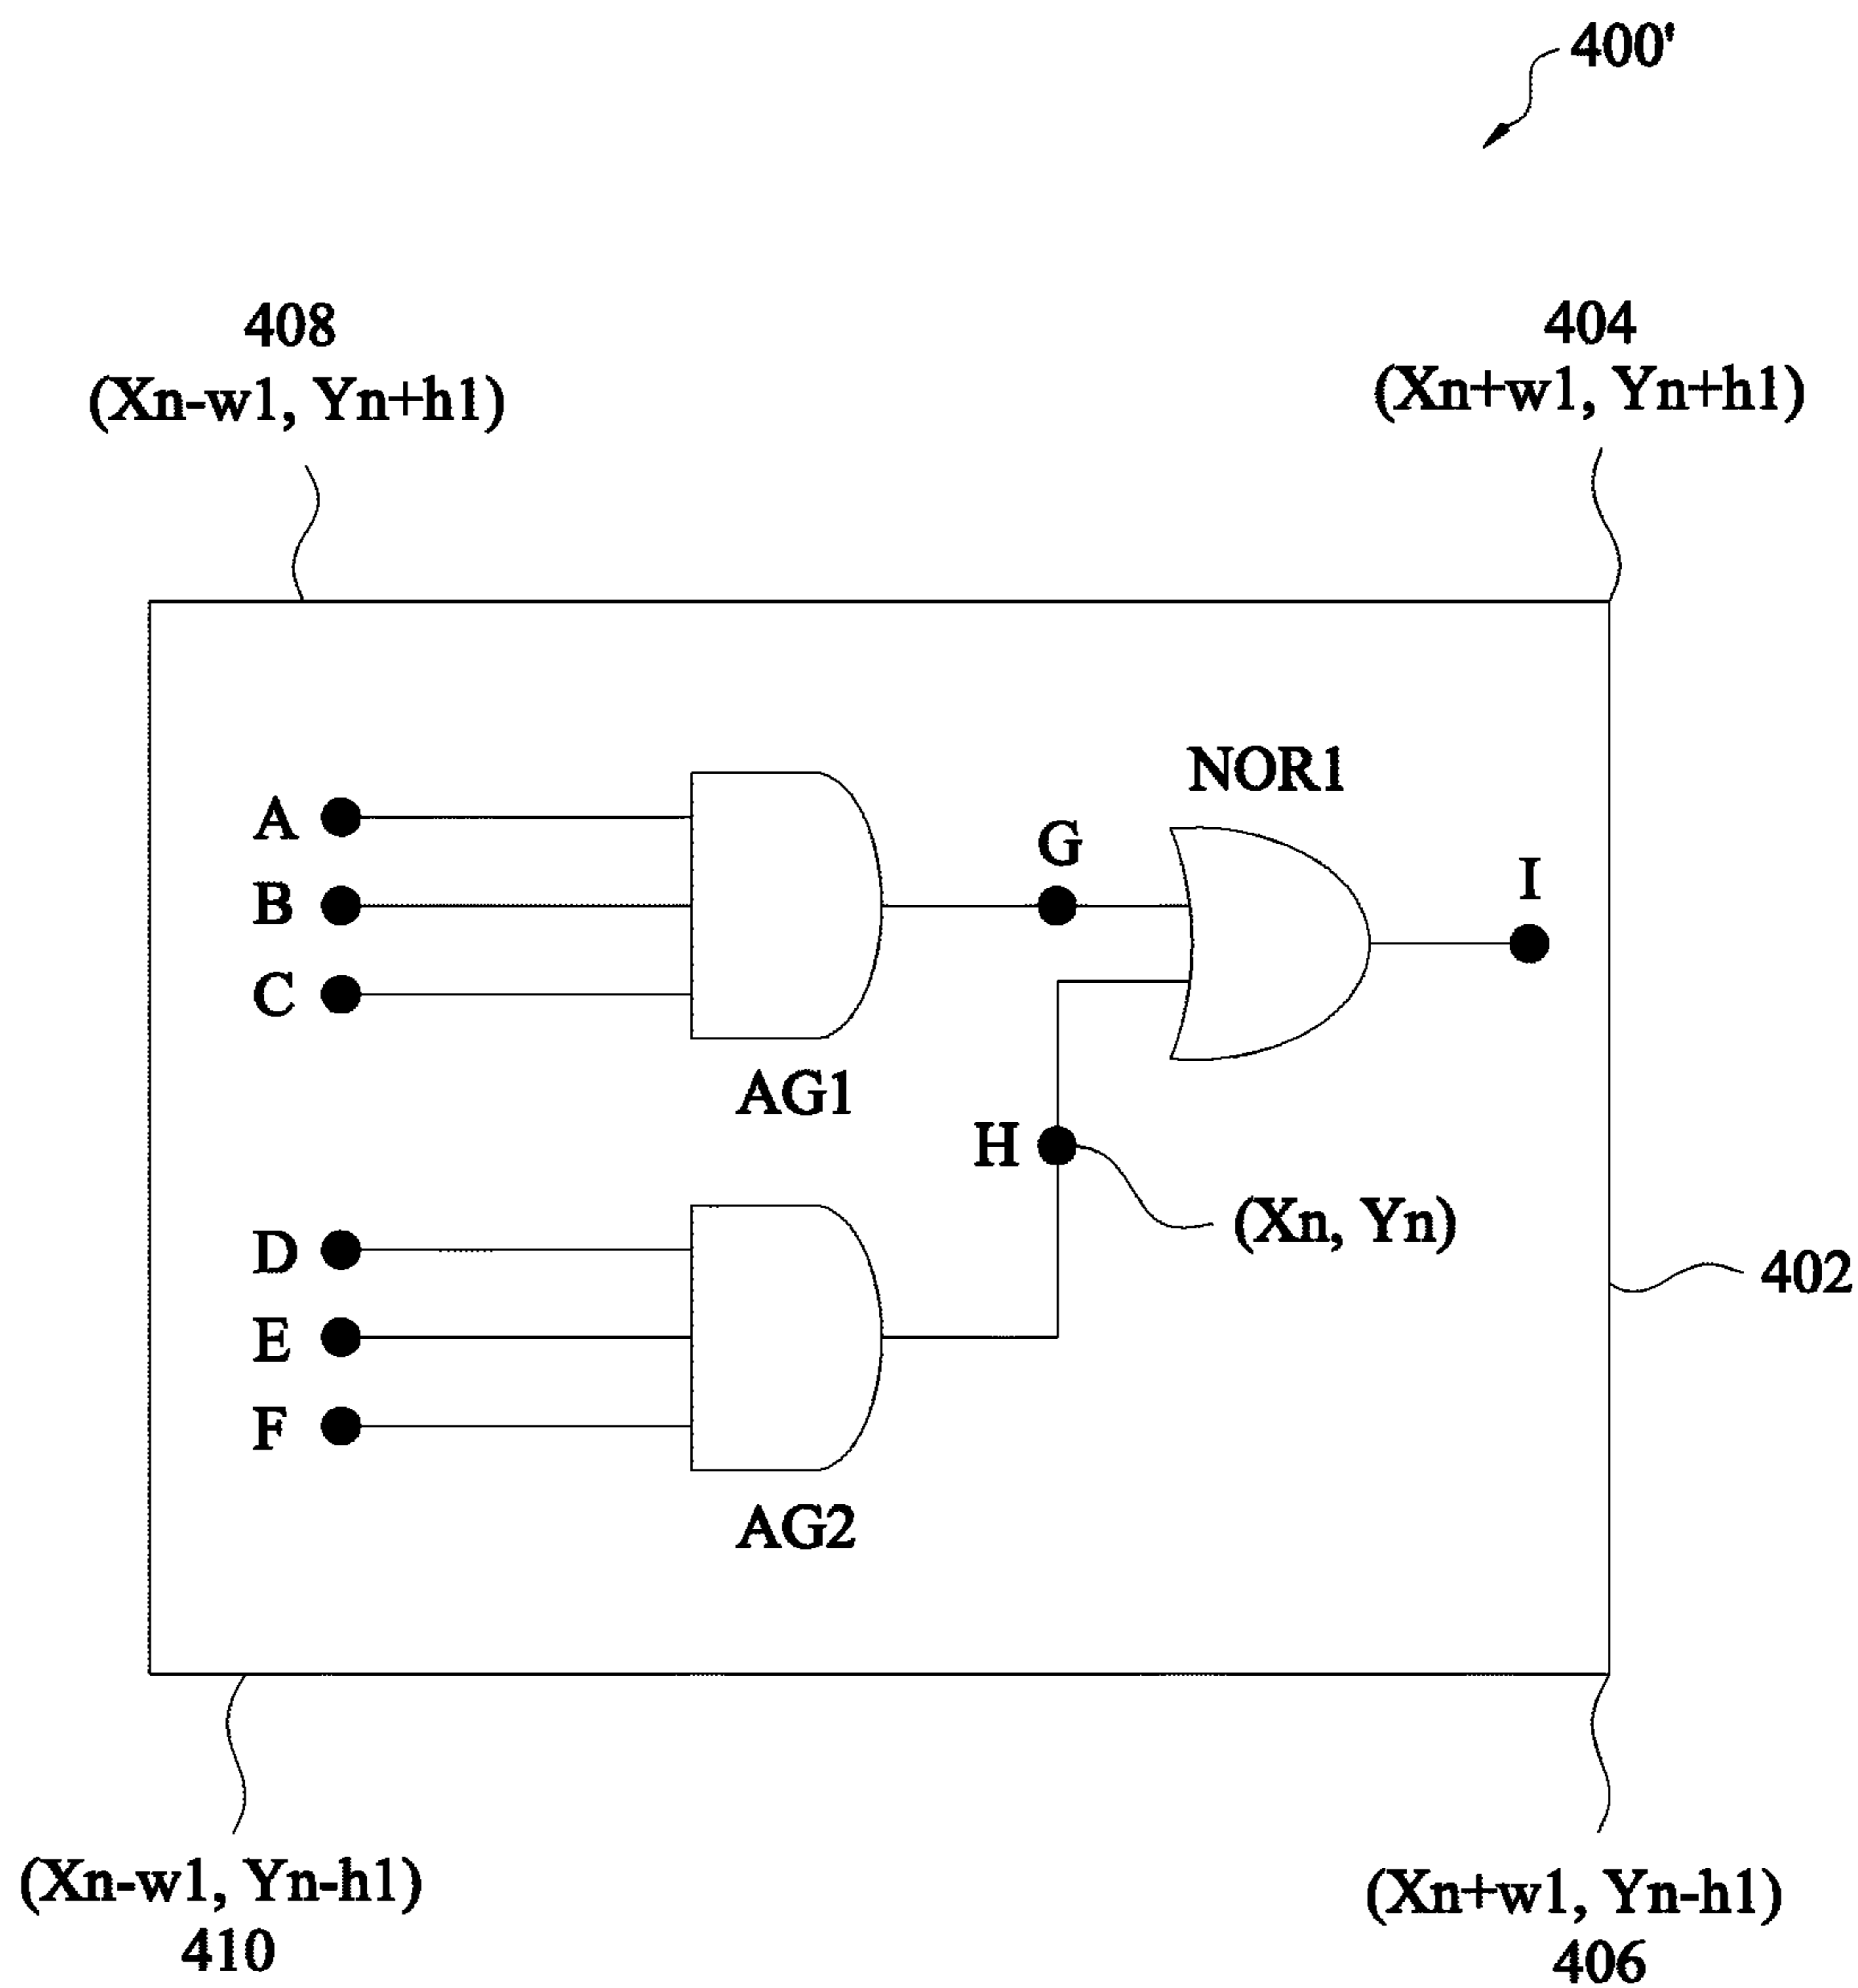 400'
408
(Xn-w1, Yn+h1)
404
(Xn+w1, Yn+h1)
NOR1
A
G
I
B
C
AG1
H
(Xn, Yn)
D
402
E
F
AG2
(Xn-w1, Yn-h1)
410
(Xn+w1, Yn-h1)
406